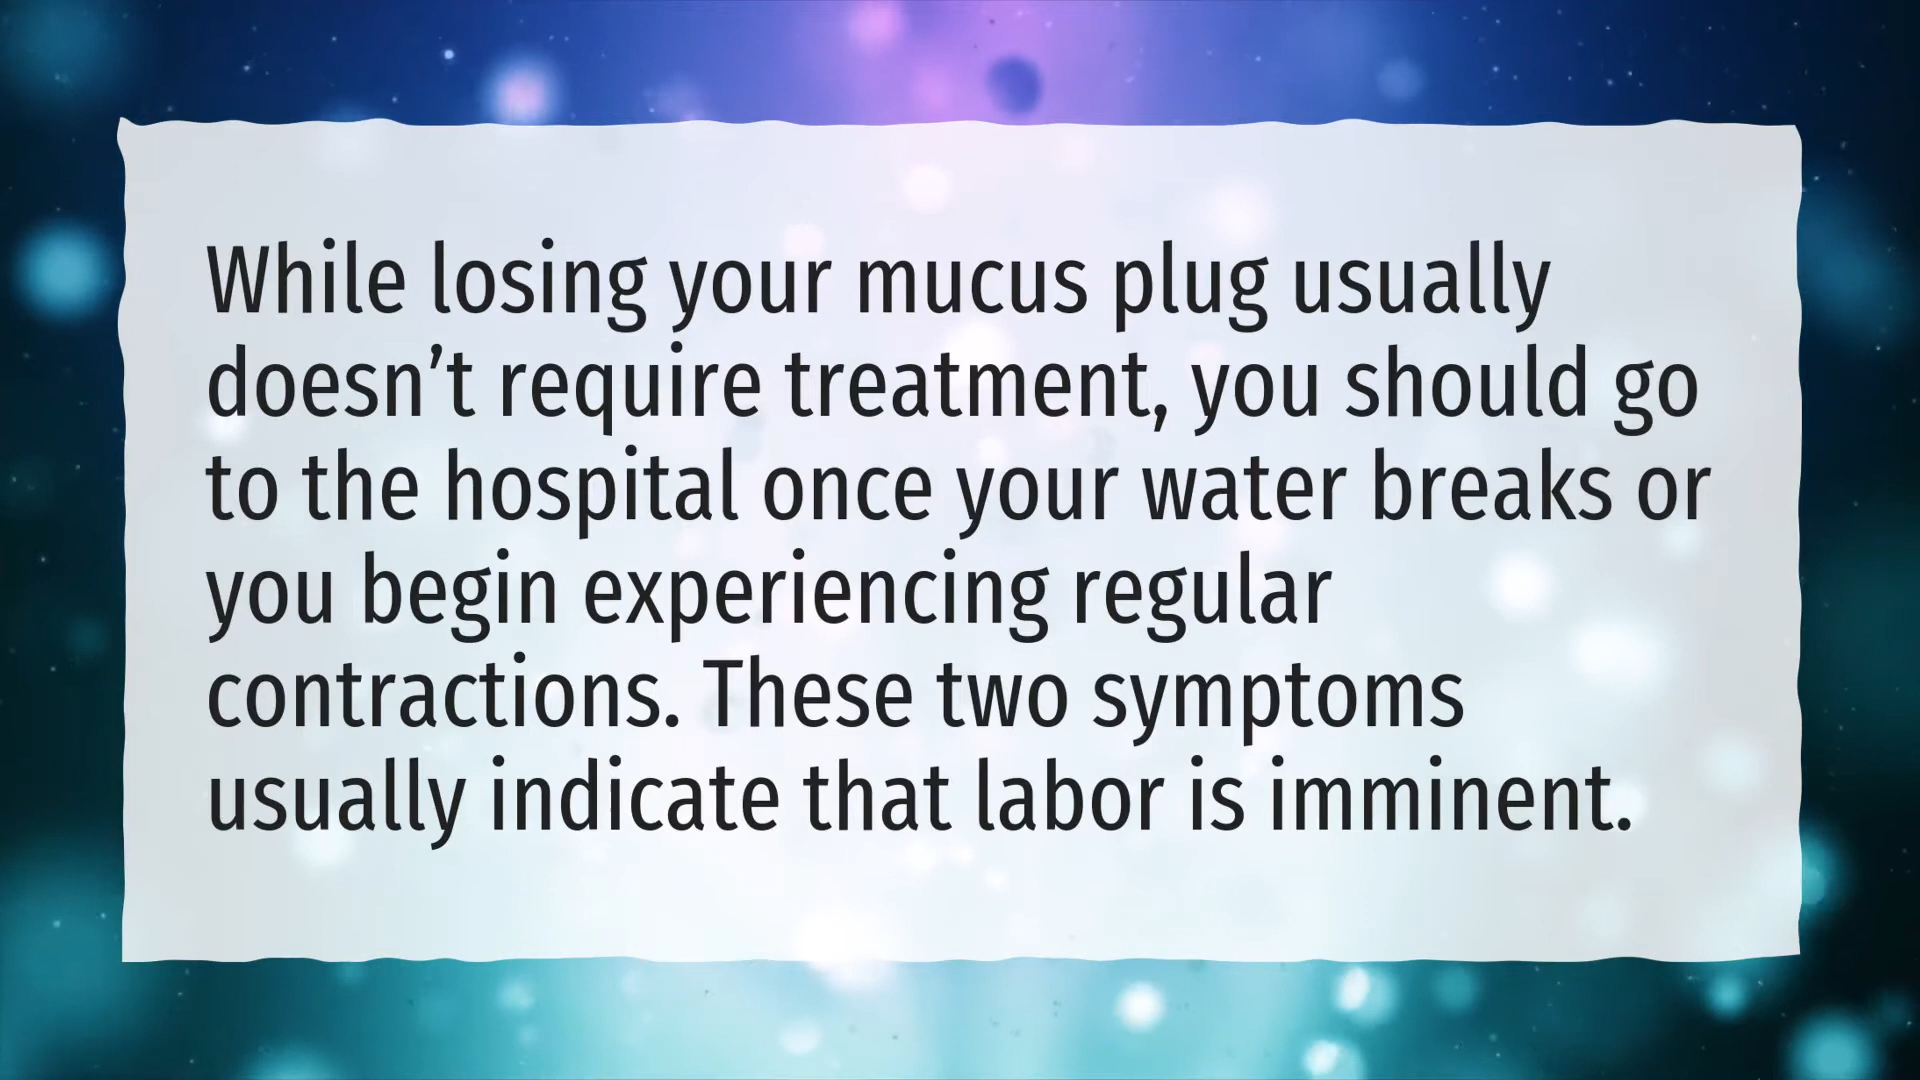 While losing your mucus plug usually
doesn’t require treatment, you should go
to the hospital once your water breaks or
you begin experiencing regular
contractions. These two symptoms
usually indicate that labor is imminent.